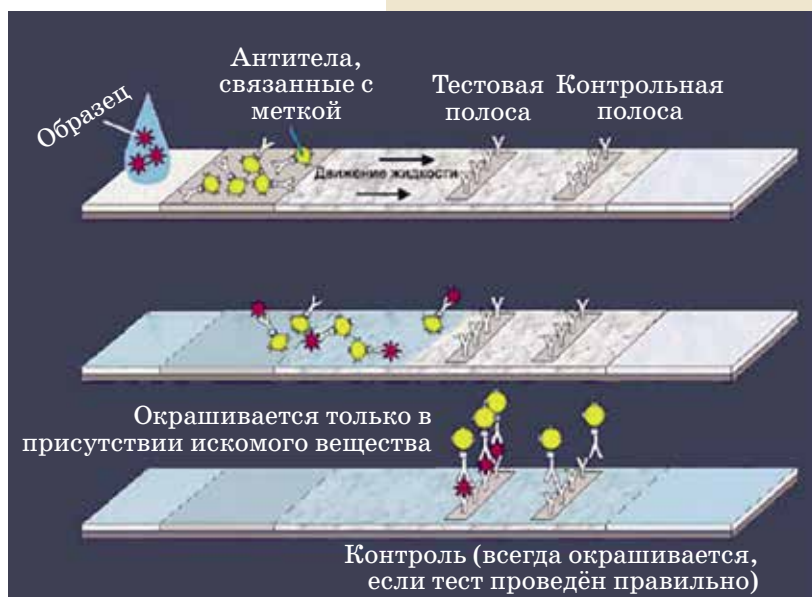 Образец
Антитела,
связанные с
меткой
Тестовая
полоса
Контрольная
полоса
Движение жидкости
Окрашивается только в
присутствии искомого вещества
Контроль (всегда окрашивается,
если тест проведён правильно)